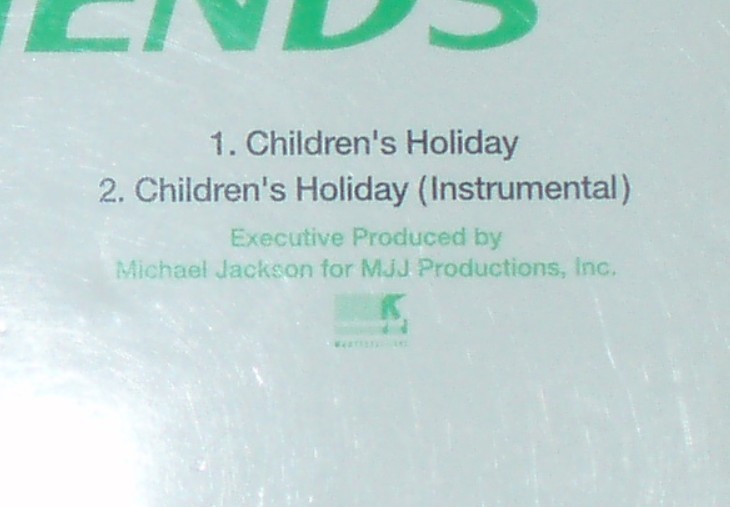 ENDS
1. Children's Holiday
2. Children's Holiday (Instrumental)
Executive Produced by
Michael Jackson for MJJ Productions, Inc.